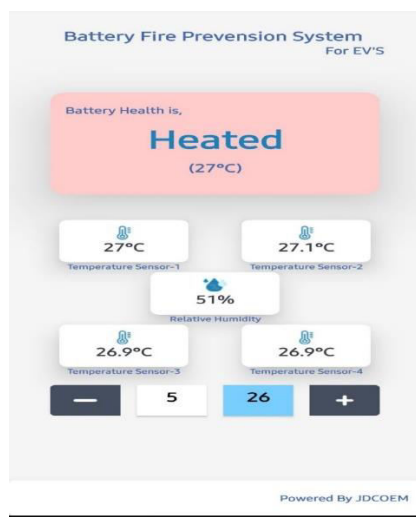 Battery Fire Prevension System
For EV'S
Battery Health is,
Heated
(27°C)
27°C
27.1°C
Temperature Sensor-1
Temperature Sensor-2
51%
Relative Humidity
26.9°C
26.9°C
Temperature Sensor-3
Temperature Sensor-4
− 5 26 +
Powered By JDCOEM